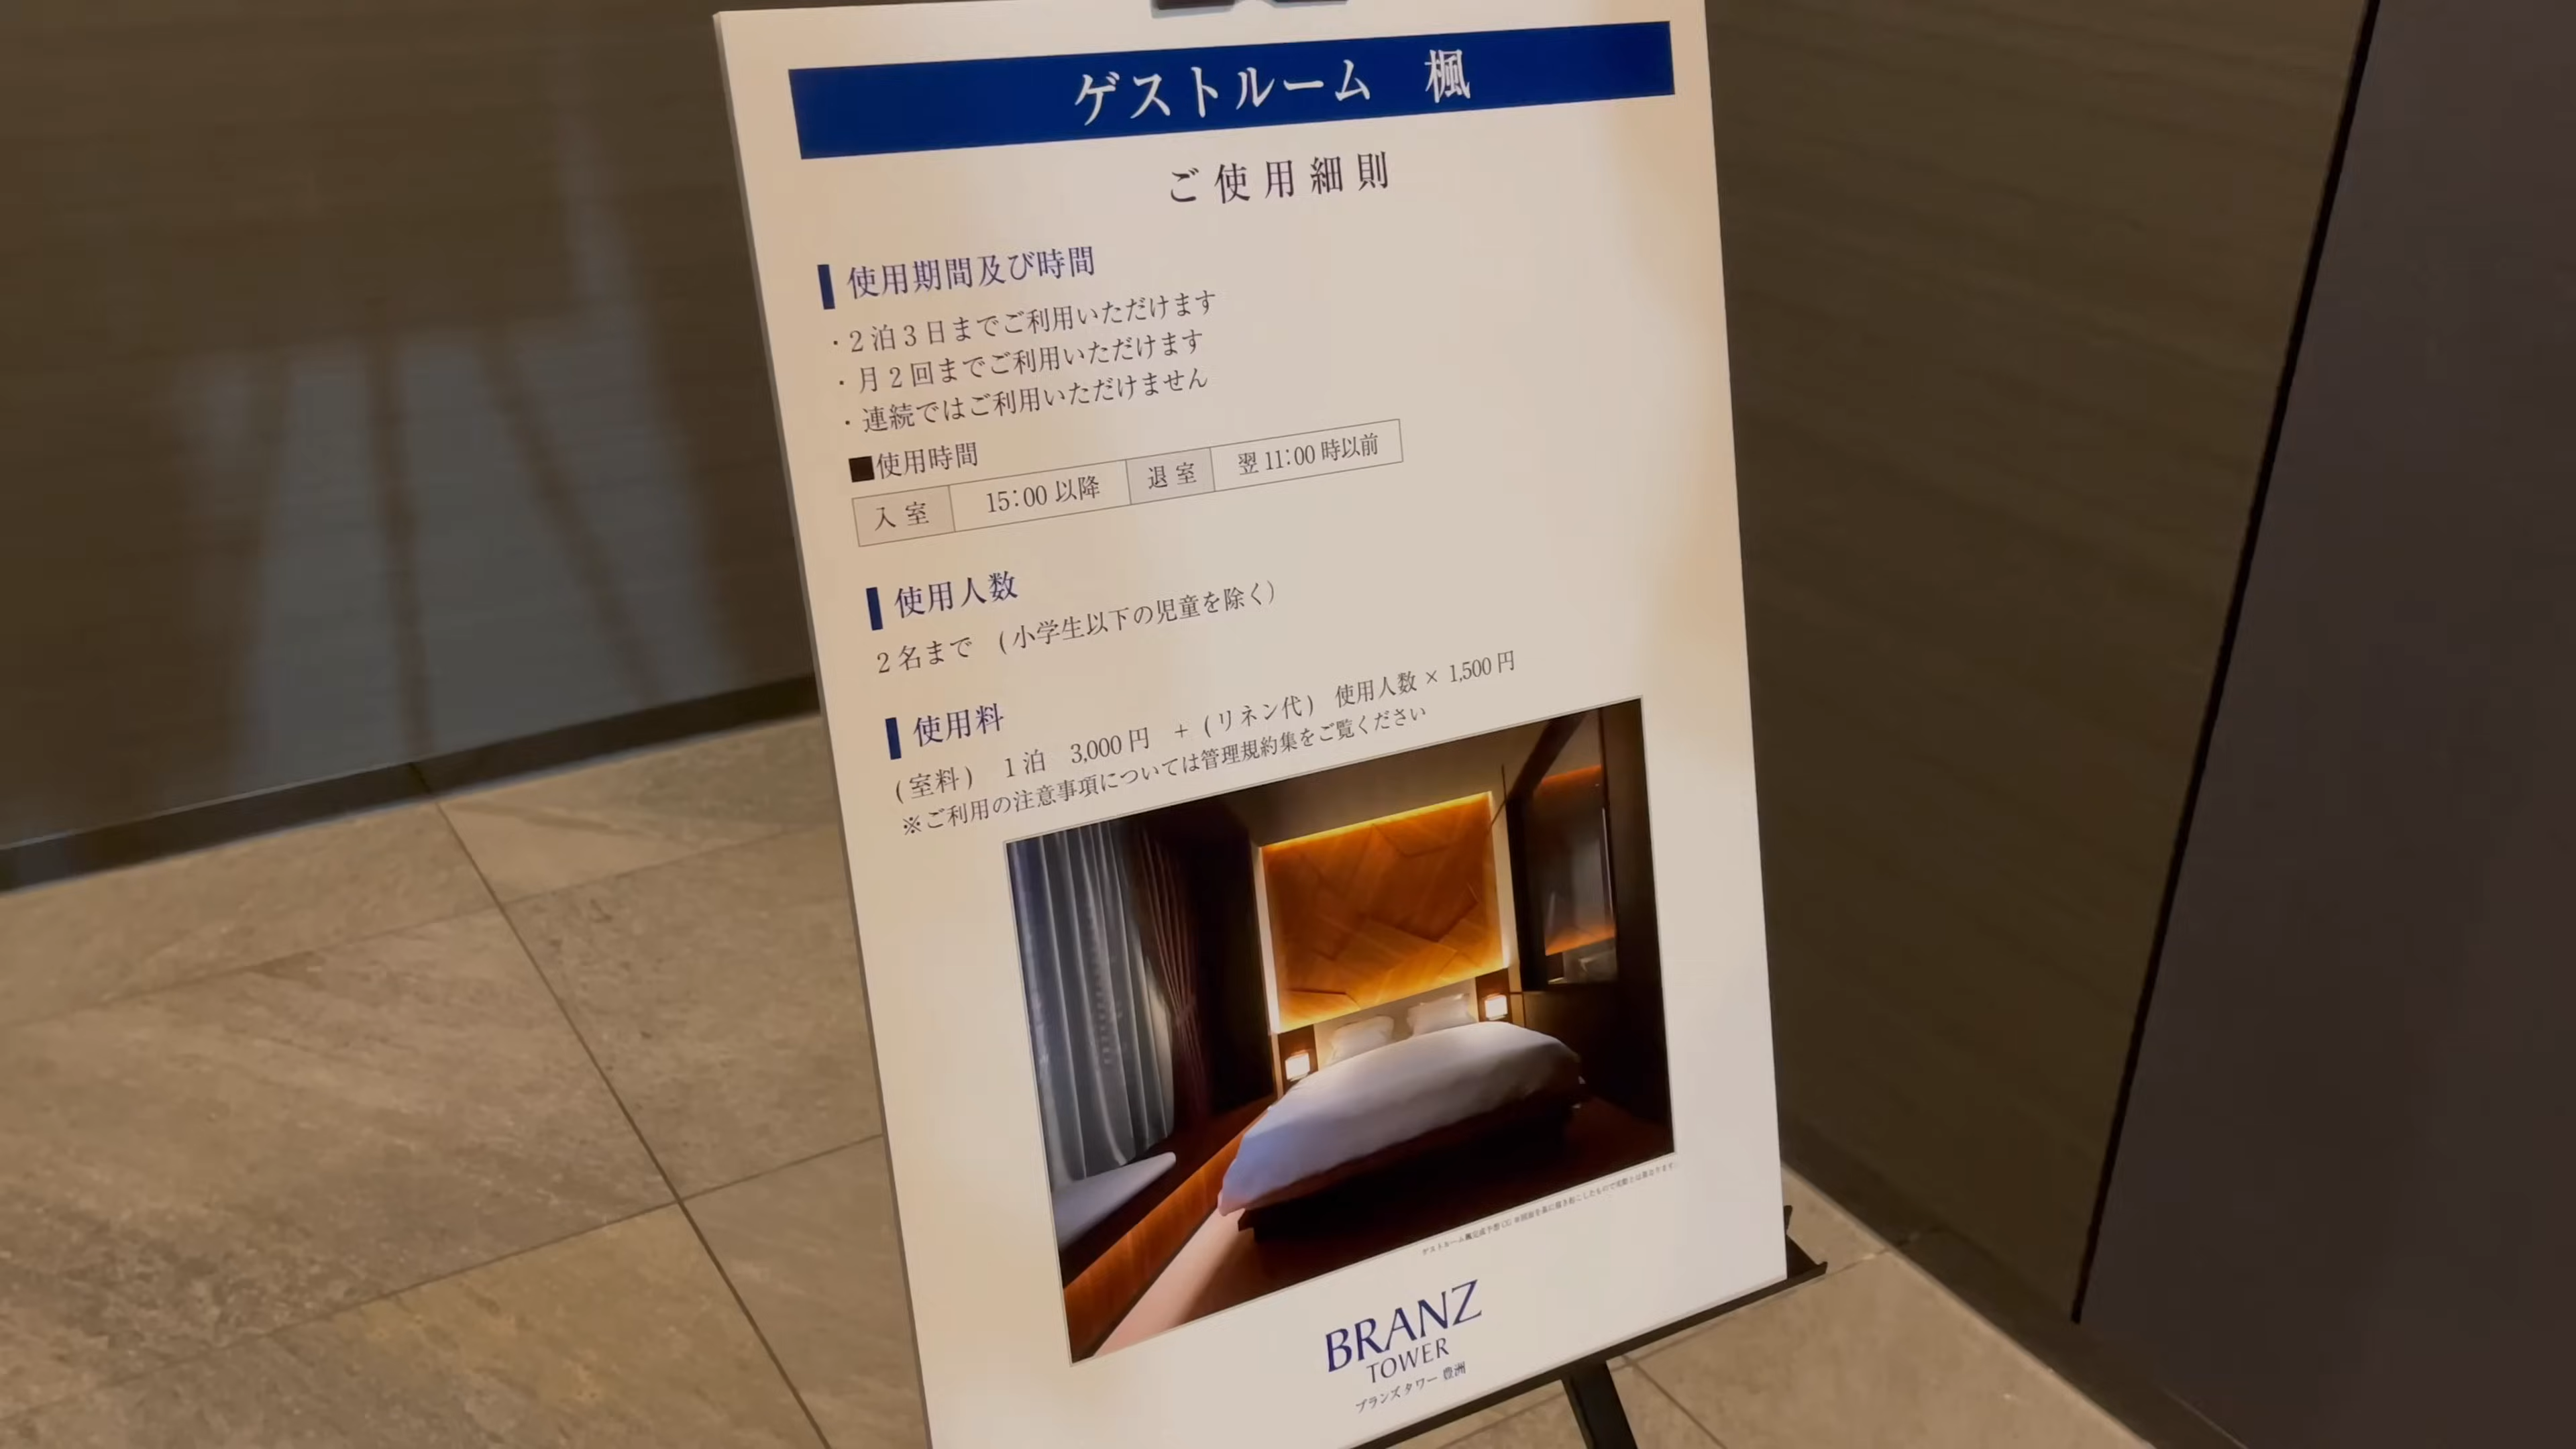 ゲストルーム 楓
ご使用細則
使用期間及び時間
・2泊3日までご利用いただけます
・月2回までご利用いただけます
・連続ではご利用いただけません
■使用時間
入室 15:00 以降 退室 翌 11:00 時以前
使用人数
2名まで (小学生以下の児童を除く)
使用料
(室料) 1泊 3,000円 + (リネン代) 使用人数 × 1,500円
※ご利用の注意事項については管理規約集をご覧ください
BRANZ
TOWER
ブランズタワー 豊洲